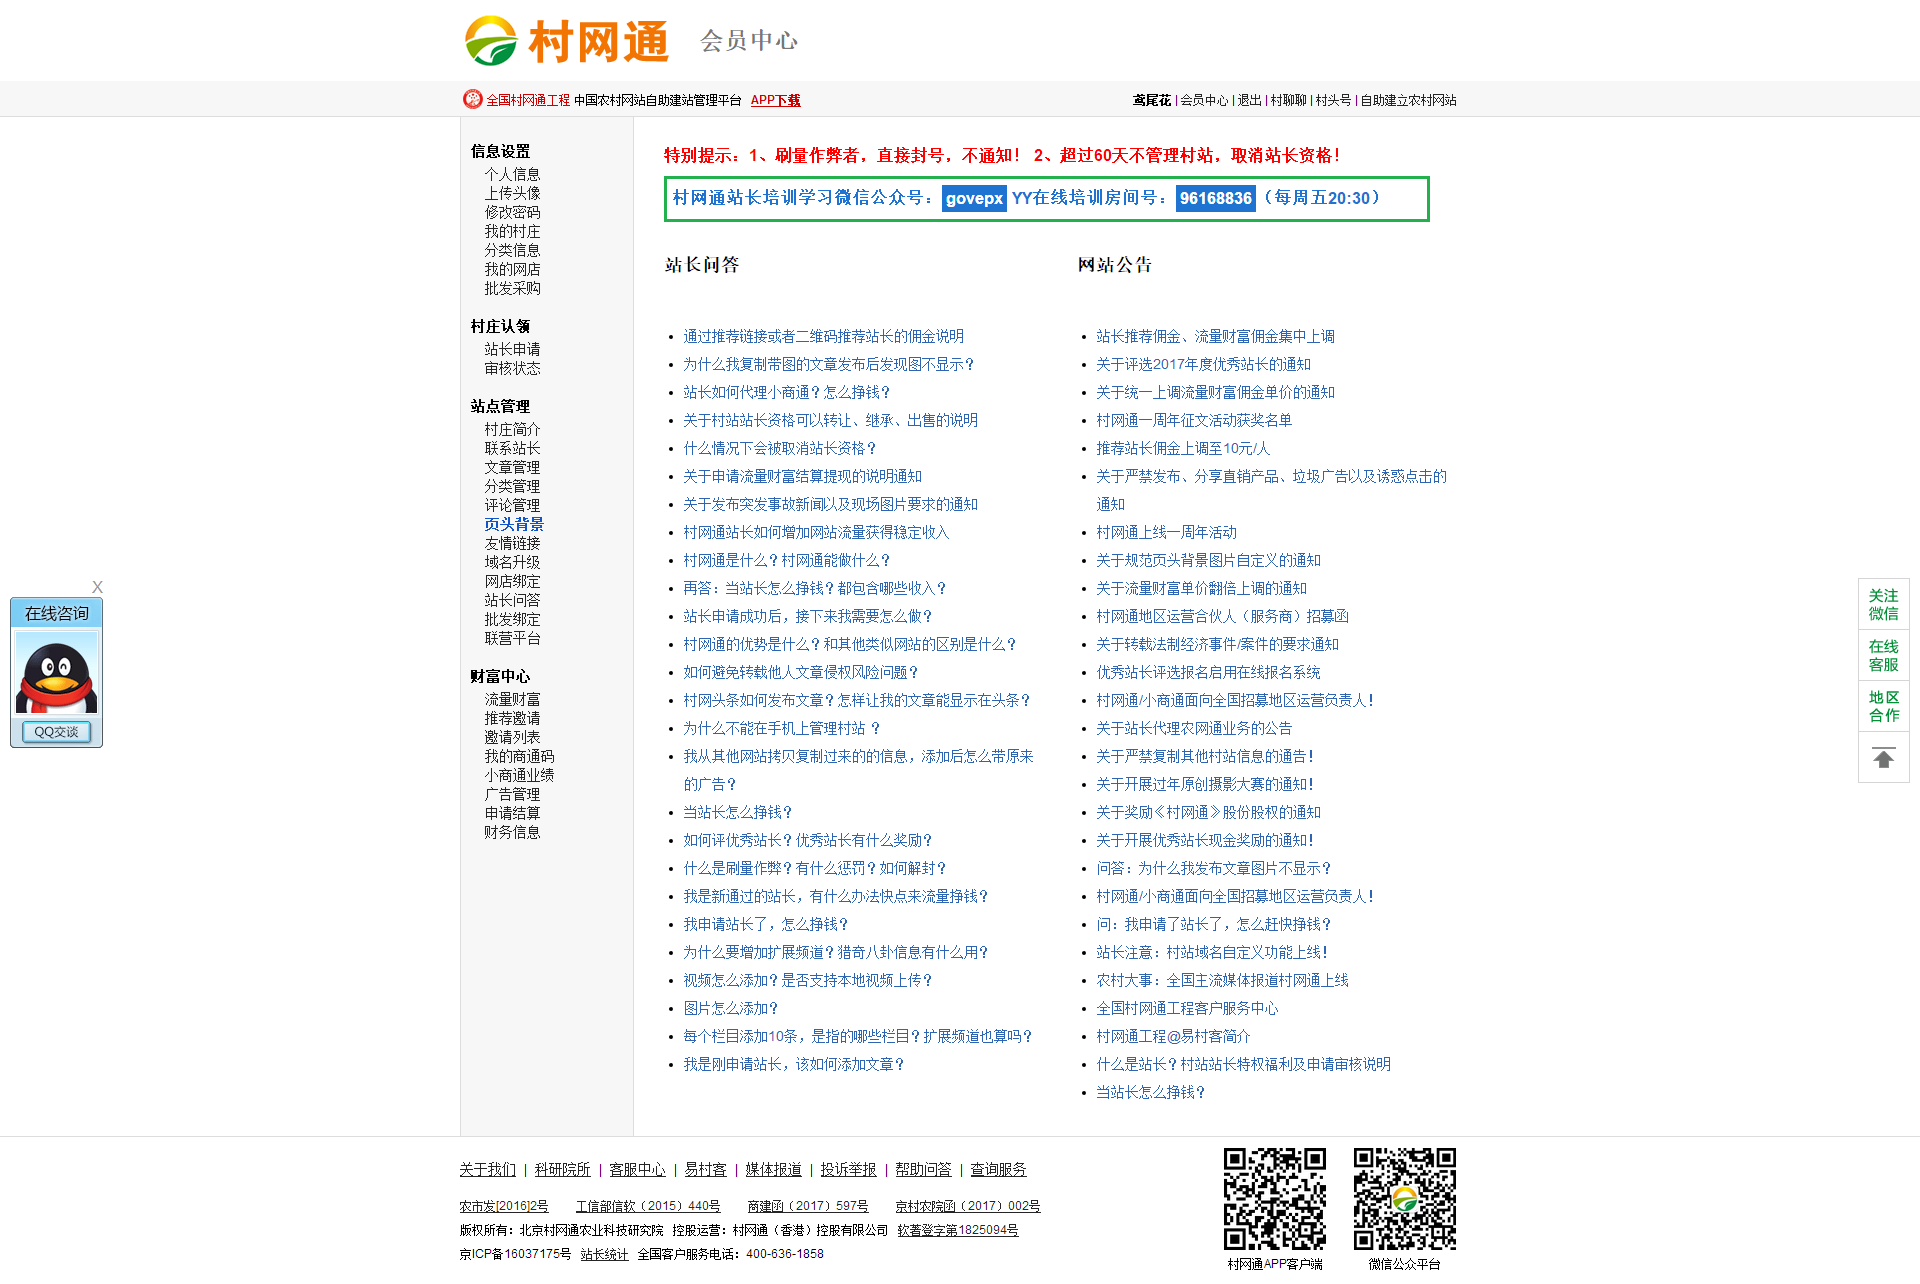 村网通 会员中心
全国村网通工程 中国农村网站自助建站管理平台 APP下载
鸢尾花 | 会员中心 | 退出 | 村聊聊 | 村头号 | 自助建立农村网站
信息设置
个人信息
上传头像
修改密码
我的村庄
分类信息
我的网店
批发采购
村庄认领
站长申请
审核状态
站点管理
村庄简介
联系站长
文章管理
分类管理
评论管理
页头背景
友情链接
域名升级
网店绑定
站长问答
批发绑定
联营平台
财富中心
流量财富
推荐邀请
邀请列表
我的商通码
小商通业绩
广告管理
申请结算
财务信息
特别提示：1、刷量作弊者，直接封号，不通知！ 2、超过60天不管理村站，取消站长资格！
村网通站长培训学习微信公众号：govepx YY在线培训房间号：96168836（每周五20:30）
站长问答
通过推荐链接或者二维码推荐站长的佣金说明
为什么我复制带图的文章发布后发现图不显示？
站长如何代理小商通？怎么挣钱？
关于村站站长资格可以转让、继承、出售的说明
什么情况下会被取消站长资格？
关于申请流量财富结算提现的说明通知
关于发布突发事故新闻以及现场图片要求的通知
村网通站长如何增加网站流量获得稳定收入
村网通是什么？村网通能做什么？
再答：当站长怎么挣钱？都包含哪些收入？
站长申请成功后，接下来我需要怎么做？
村网通的优势是什么？和其他类似网站的区别是什么？
如何避免转载他人文章侵权风险问题？
村网头条如何发布文章？怎样让我的文章能显示在头条？
为什么不能在手机上管理村站 ？
我从其他网站拷贝复制过来的的信息，添加后怎么带原来
的广告？
当站长怎么挣钱？
如何评优秀站长？优秀站长有什么奖励？
什么是刷量作弊？有什么惩罚？如何解封？
我是新通过的站长，有什么办法快点来流量挣钱？
我申请站长了，怎么挣钱？
为什么要增加扩展频道？猎奇八卦信息有什么用？
视频怎么添加？是否支持本地视频上传？
图片怎么添加？
每个栏目添加10条，是指的哪些栏目？扩展频道也算吗？
我是刚申请站长，该如何添加文章？
网站公告
站长推荐佣金、流量财富佣金集中上调
关于评选2017年度优秀站长的通知
关于统一上调流量财富佣金单价的通知
村网通一周年征文活动获奖名单
推荐站长佣金上调至10元/人
关于严禁发布、分享直销产品、垃圾广告以及诱惑点击的
通知
村网通上线一周年活动
关于规范页头背景图片自定义的通知
关于流量财富单价翻倍上调的通知
村网通地区运营合伙人（服务商）招募函
关于转载法制经济事件/案件的要求通知
优秀站长评选报名启用在线报名系统
村网通/小商通面向全国招募地区运营负责人！
关于站长代理农网通业务的公告
关于严禁复制其他村站信息的通告！
关于开展过年原创摄影大赛的通知！
关于奖励《村网通》股份股权的通知
关于开展优秀站长现金奖励的通知！
问答：为什么我发布文章图片不显示？
村网通/小商通面向全国招募地区运营负责人！
问：我申请了站长了，怎么赶快挣钱？
站长注意：村站域名自定义功能上线！
农村大事：全国主流媒体报道村网通上线
全国村网通工程客户服务中心
村网通工程@易村客简介
什么是站长？村站站长特权福利及申请审核说明
当站长怎么挣钱？
X
在线咨询
QQ交谈
关注
微信
在线
客服
地区
合作
关于我们 | 科研院所 | 客服中心 | 易村客 | 媒体报道 | 投诉举报 | 帮助问答 | 查询服务
农市发[2016]2号 工信部信软（2015）440号 商建函（2017）597号 京村农院函（2017）002号
版权所有：北京村网通农业科技研究院 控股运营：村网通（香港）控股有限公司 软著登字第1825094号
京ICP备16037175号 站长统计 全国客户服务电话：400-636-1858
村网通APP客户端
微信公众平台